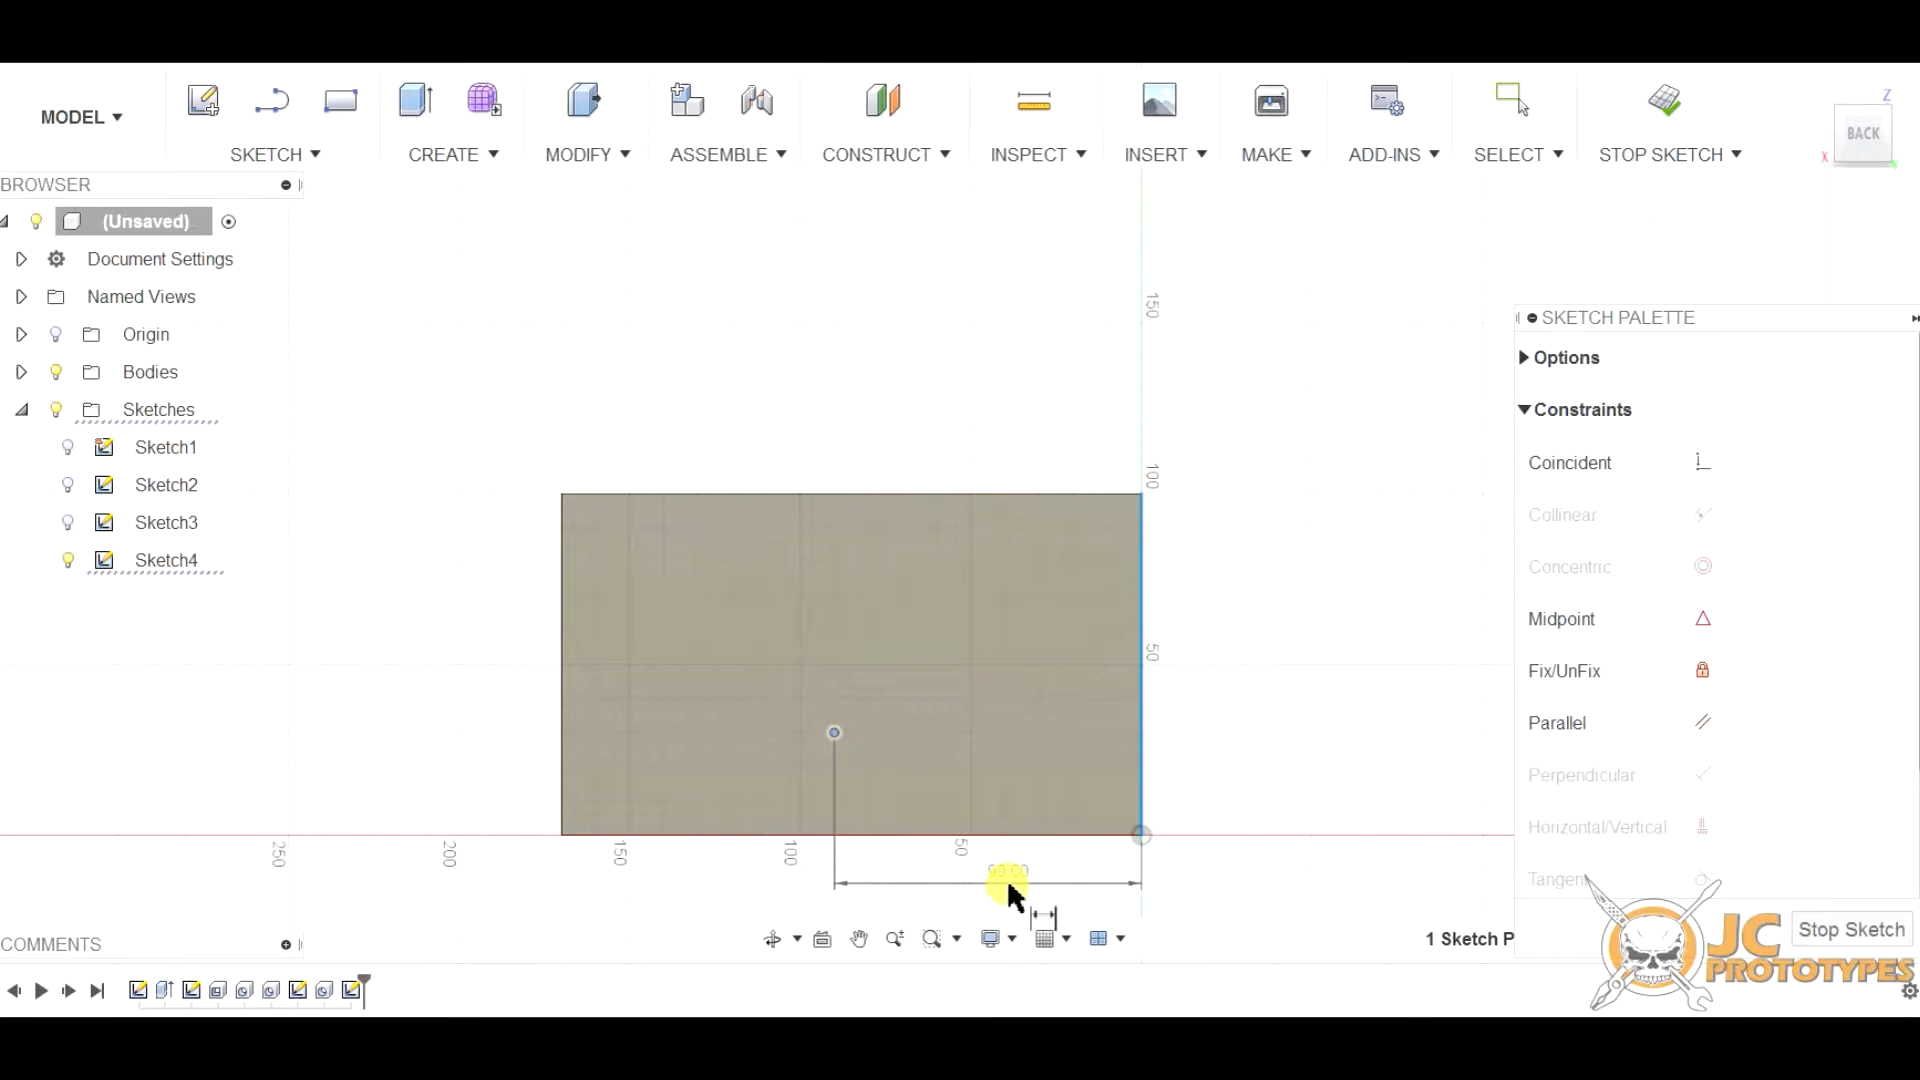 MODEL
SKETCH
CREATE
MODIFY
ASSEMBLE
CONSTRUCT
INSPECT
INSERT
MAKE
ADD-INS
SELECT
STOP SKETCH
Z
BACK
X
BROWSER
(Unsaved)
Document Settings
Named Views
Origin
Bodies
Sketches
Sketch1
Sketch2
Sketch3
Sketch4
150
100
50
250
200
150
100
50
90.00
SKETCH PALETTE
Options
Constraints
Coincident
Collinear
Concentric
Midpoint
Fix/UnFix
Parallel
Perpendicular
Horizontal/Vertical
Tangent
Stop Sketch
COMMENTS
1 Sketch P
JC
PROTOTYPES